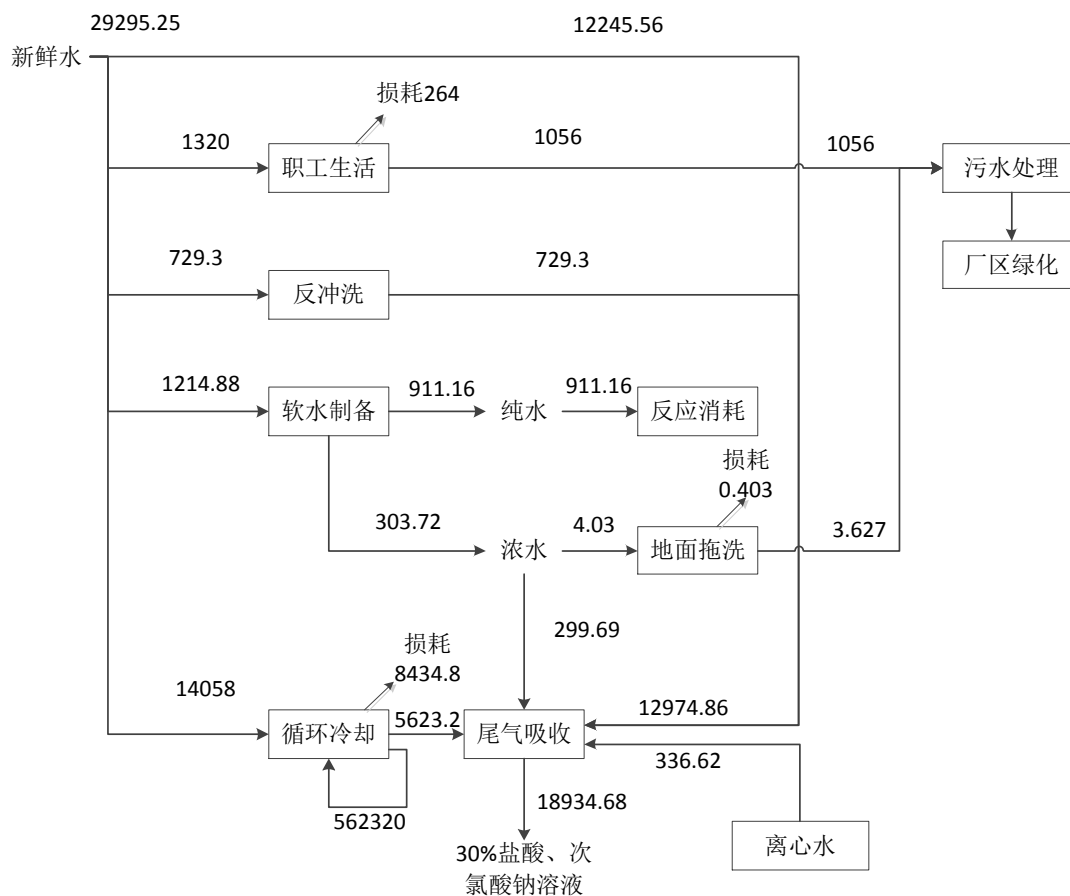 29295.25
12245.56
新鲜水
损耗264
1320
职工生活
1056
1056
污水处理
729.3
反冲洗
729.3
厂区绿化
1214.88
软水制备
911.16
纯水
911.16
反应消耗
损耗
0.403
303.72
浓水
4.03
地面拖洗
3.627
299.69
损耗
8434.8
14058
循环冷却
5623.2
尾气吸收
12974.86
336.62
562320
18934.68
离心水
30%盐酸、次
氯酸钠溶液